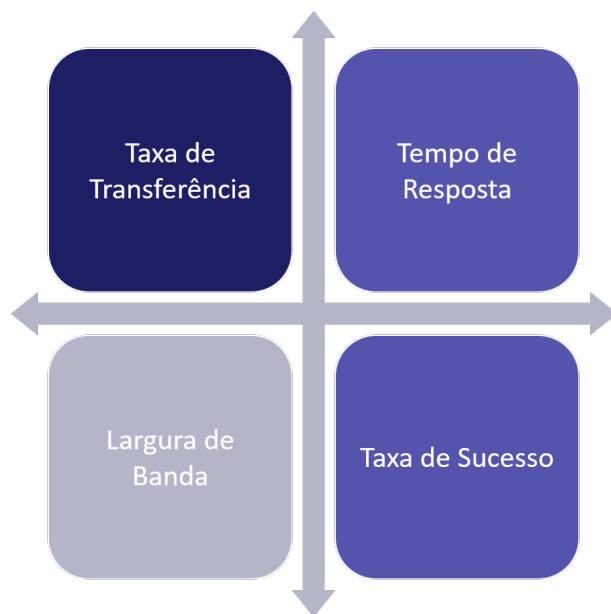 Taxa de
Transferência
Tempo de
Resposta
Largura de
Banda
Taxa de Sucesso